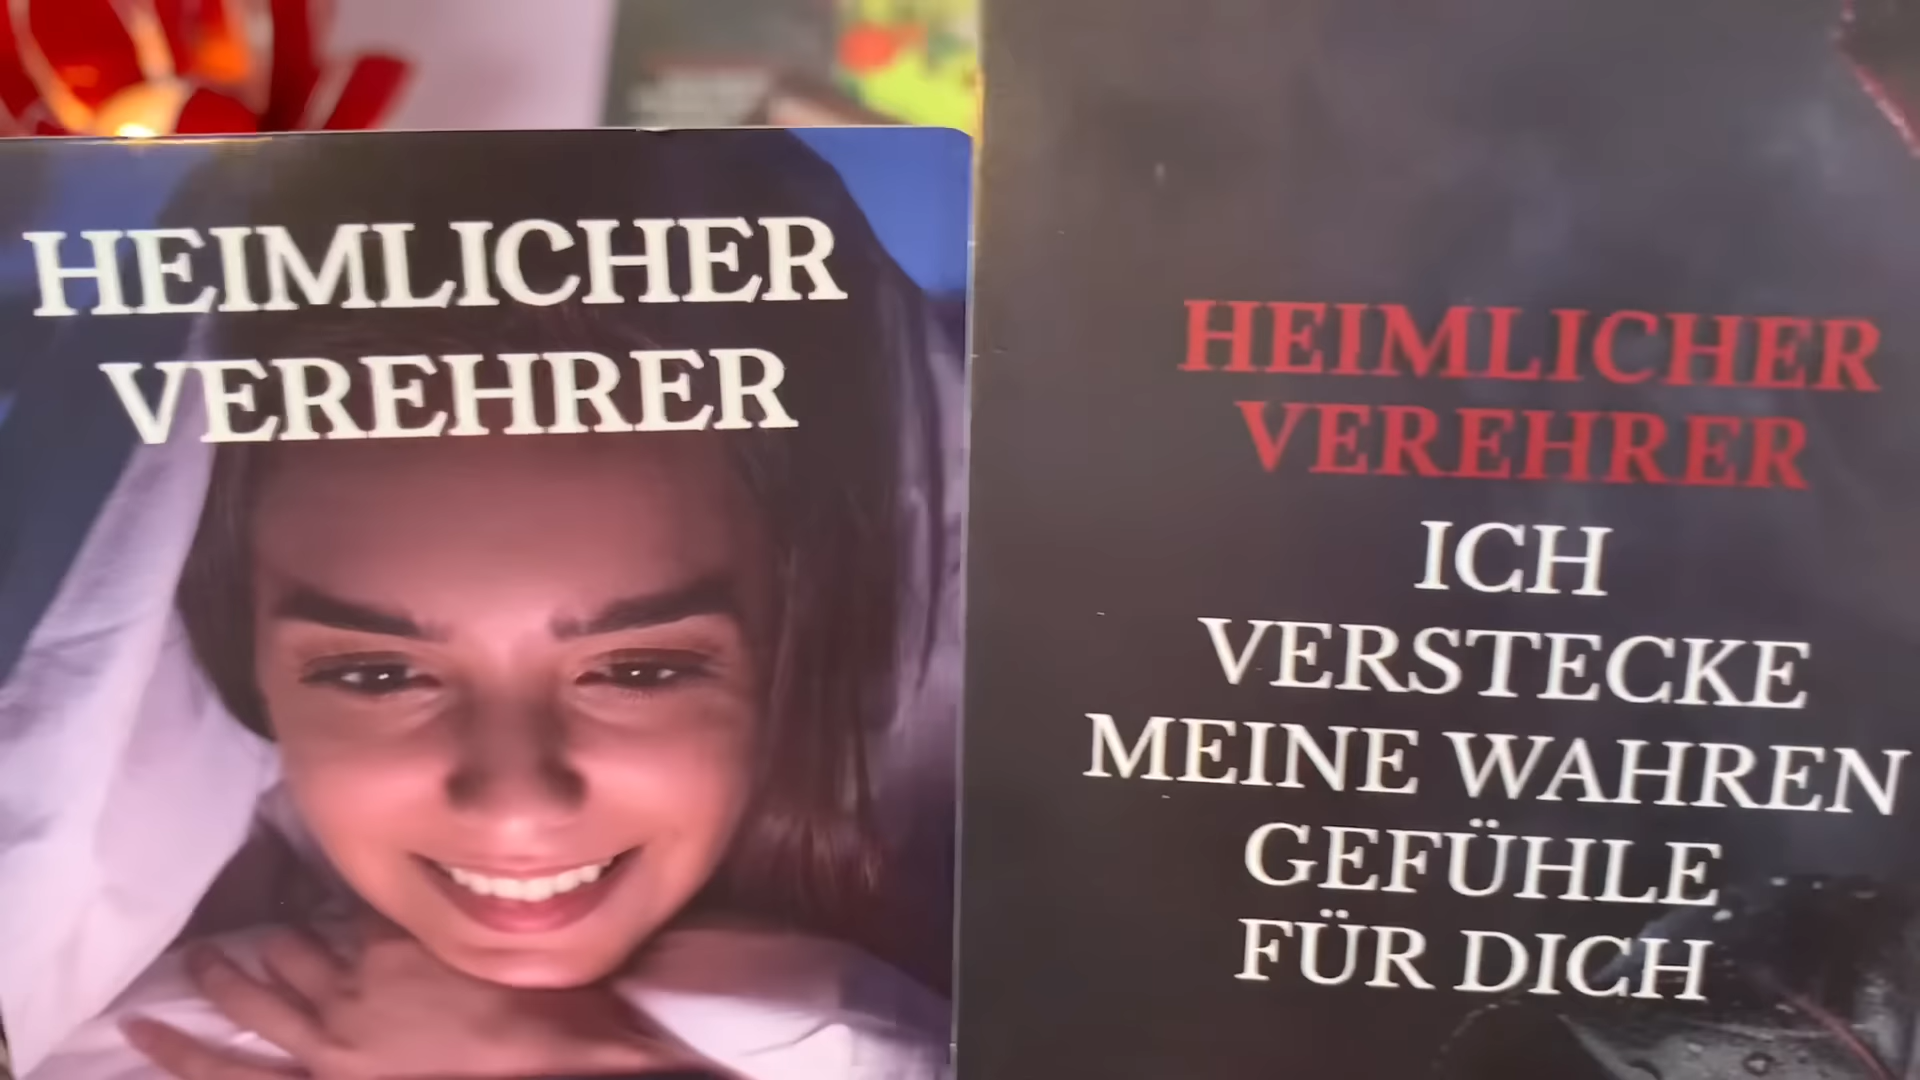 HEIMLICHER
VEREHRER
HEIMLICHER
VEREHRER
ICH
VERSTECKE
MEINE WAHREN
GEFÜHLE
FÜR DICH